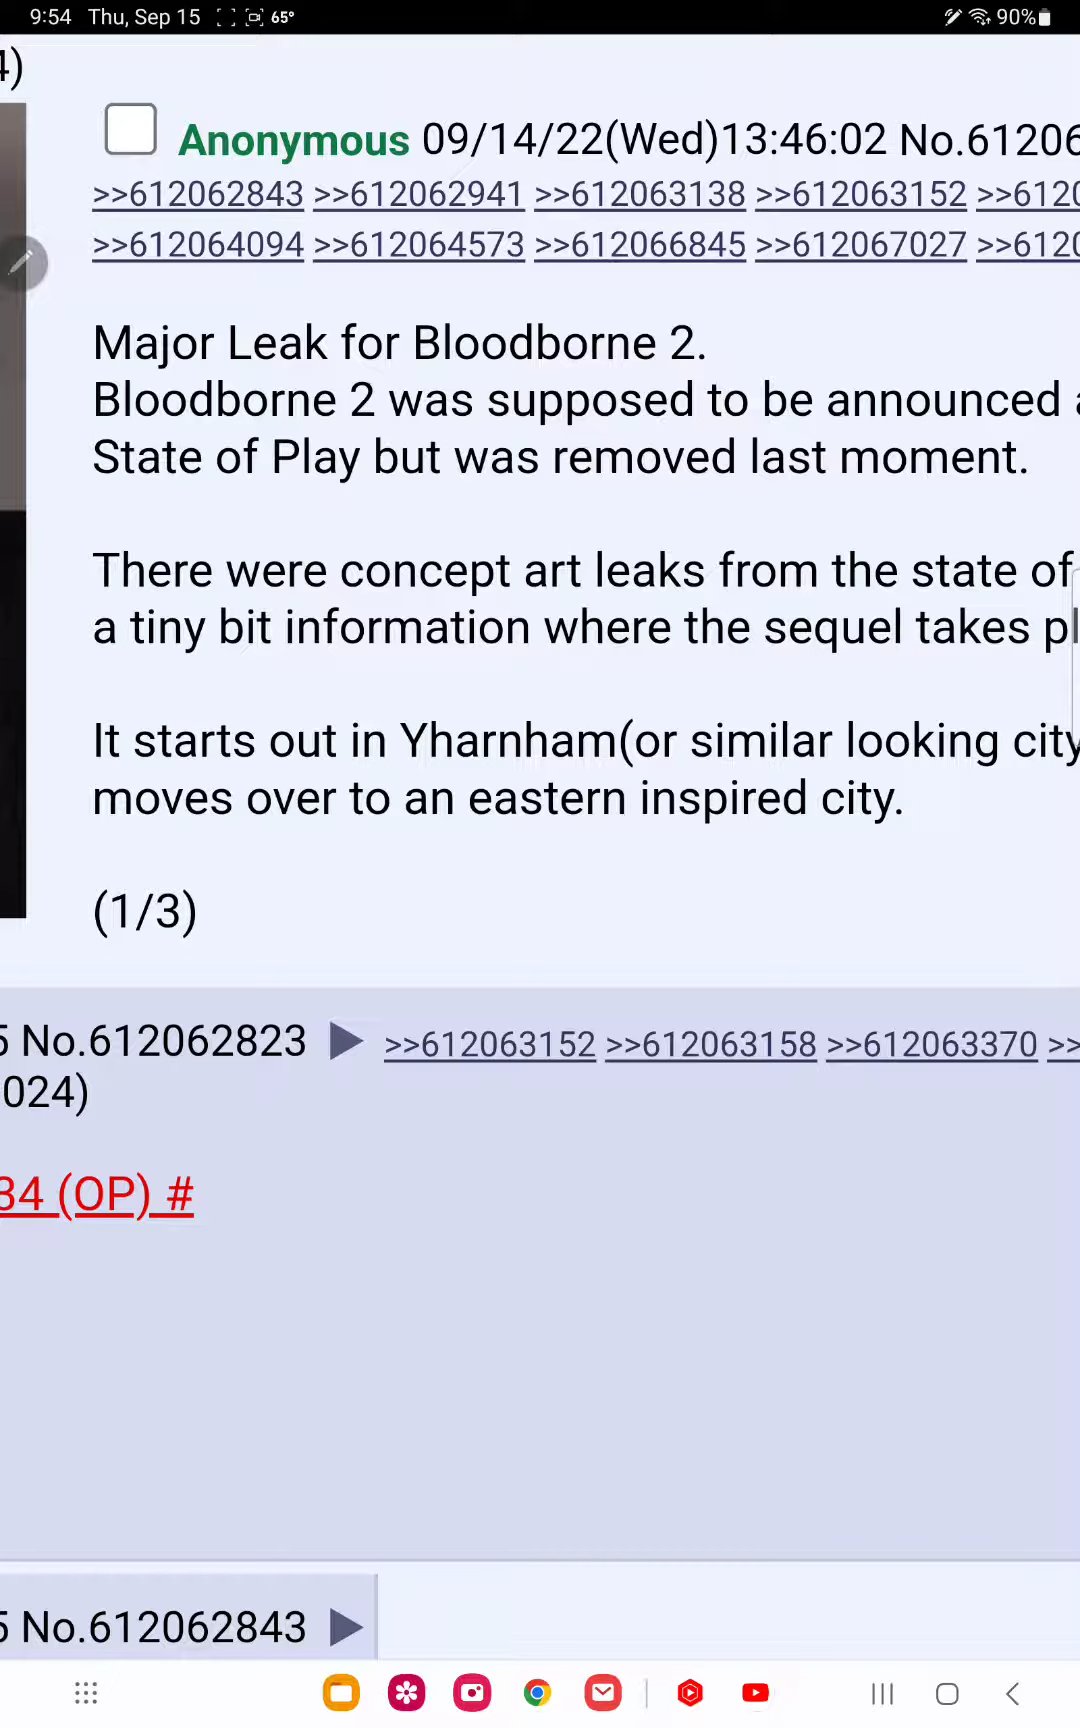 9:54 Thu, Sep 15 65° 90%
4)
Anonymous 09/14/22(Wed)13:46:02 No.61206
>>612062843 >>612062941 >>612063138 >>612063152 >>612
>>612064094 >>612064573 >>612066845 >>612067027 >>612
Major Leak for Bloodborne 2.
Bloodborne 2 was supposed to be announced
State of Play but was removed last moment.
There were concept art leaks from the state of
a tiny bit information where the sequel takes pl
It starts out in Yharnham(or similar looking city
moves over to an eastern inspired city.
(1/3)
5 No.612062823 ▶ >>612063152 >>612063158 >>612063370 >>
024)
34 (OP) #
5 No.612062843 ▶